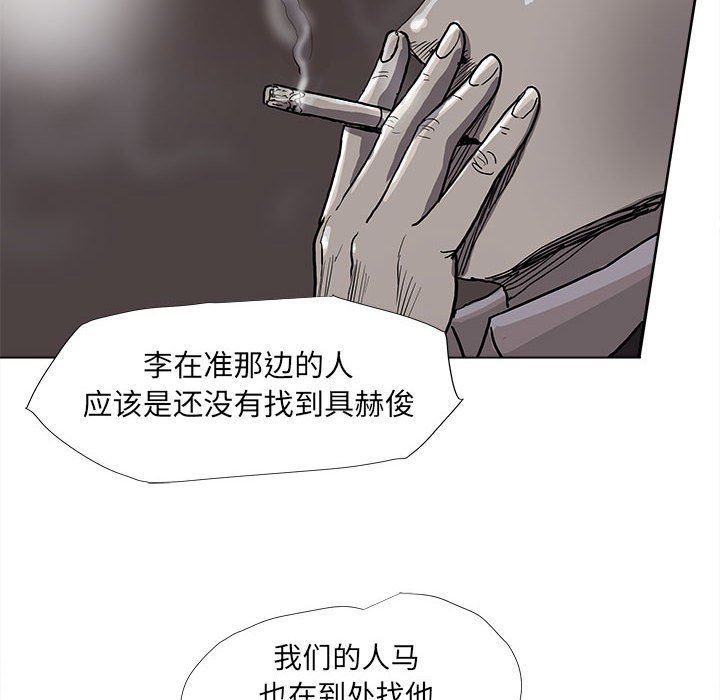 李在准那边的人
应该是还没有找到具赫俊
我们的人马
也在到处找他